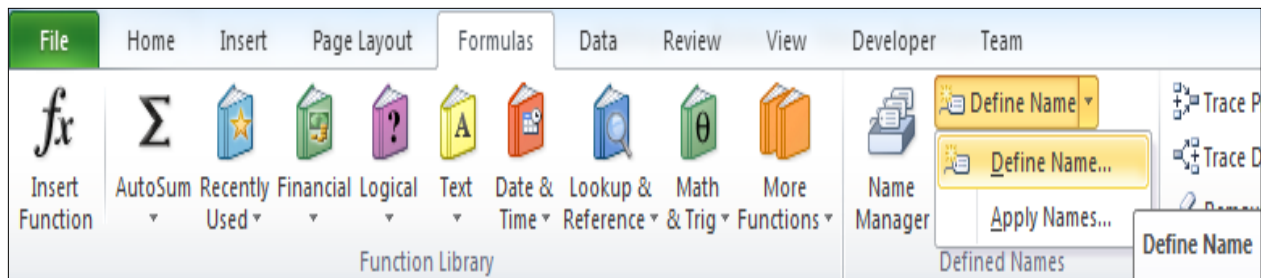 File Home Insert Page Layout Formulas Data Review View Developer Team
fx Σ ? A θ Define Name Trace P
Define Name... Trace D
Insert AutoSum Recently Financial Logical Text Date & Lookup & Math More Name
Function Used Time Reference & Trig Functions Manager Apply Names...
Define Name
Function Library Defined Names